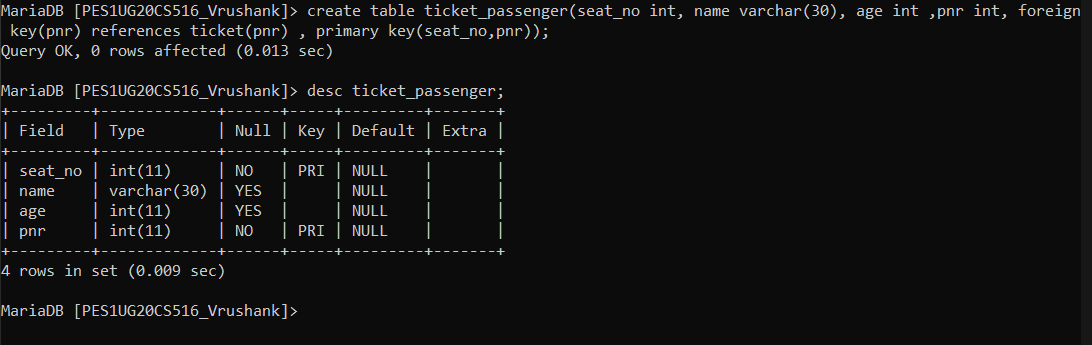 MariaDB [PES1UG20CS516_Vrushank]> create table ticket_passenger(seat_no int, name varchar(30), age int ,pnr int, foreign
 key(pnr) references ticket(pnr) , primary key(seat_no,pnr));
Query OK, 0 rows affected (0.013 sec)

MariaDB [PES1UG20CS516_Vrushank]> desc ticket_passenger;
+---------+-------------+------+-----+---------+-------+
| Field   | Type        | Null | Key | Default | Extra |
+---------+-------------+------+-----+---------+-------+
| seat_no | int(11)     | NO   | PRI | NULL    |       |
| name    | varchar(30) | YES  |     | NULL    |       |
| age     | int(11)     | YES  |     | NULL    |       |
| pnr     | int(11)     | NO   | PRI | NULL    |       |
+---------+-------------+------+-----+---------+-------+
4 rows in set (0.009 sec)

MariaDB [PES1UG20CS516_Vrushank]>